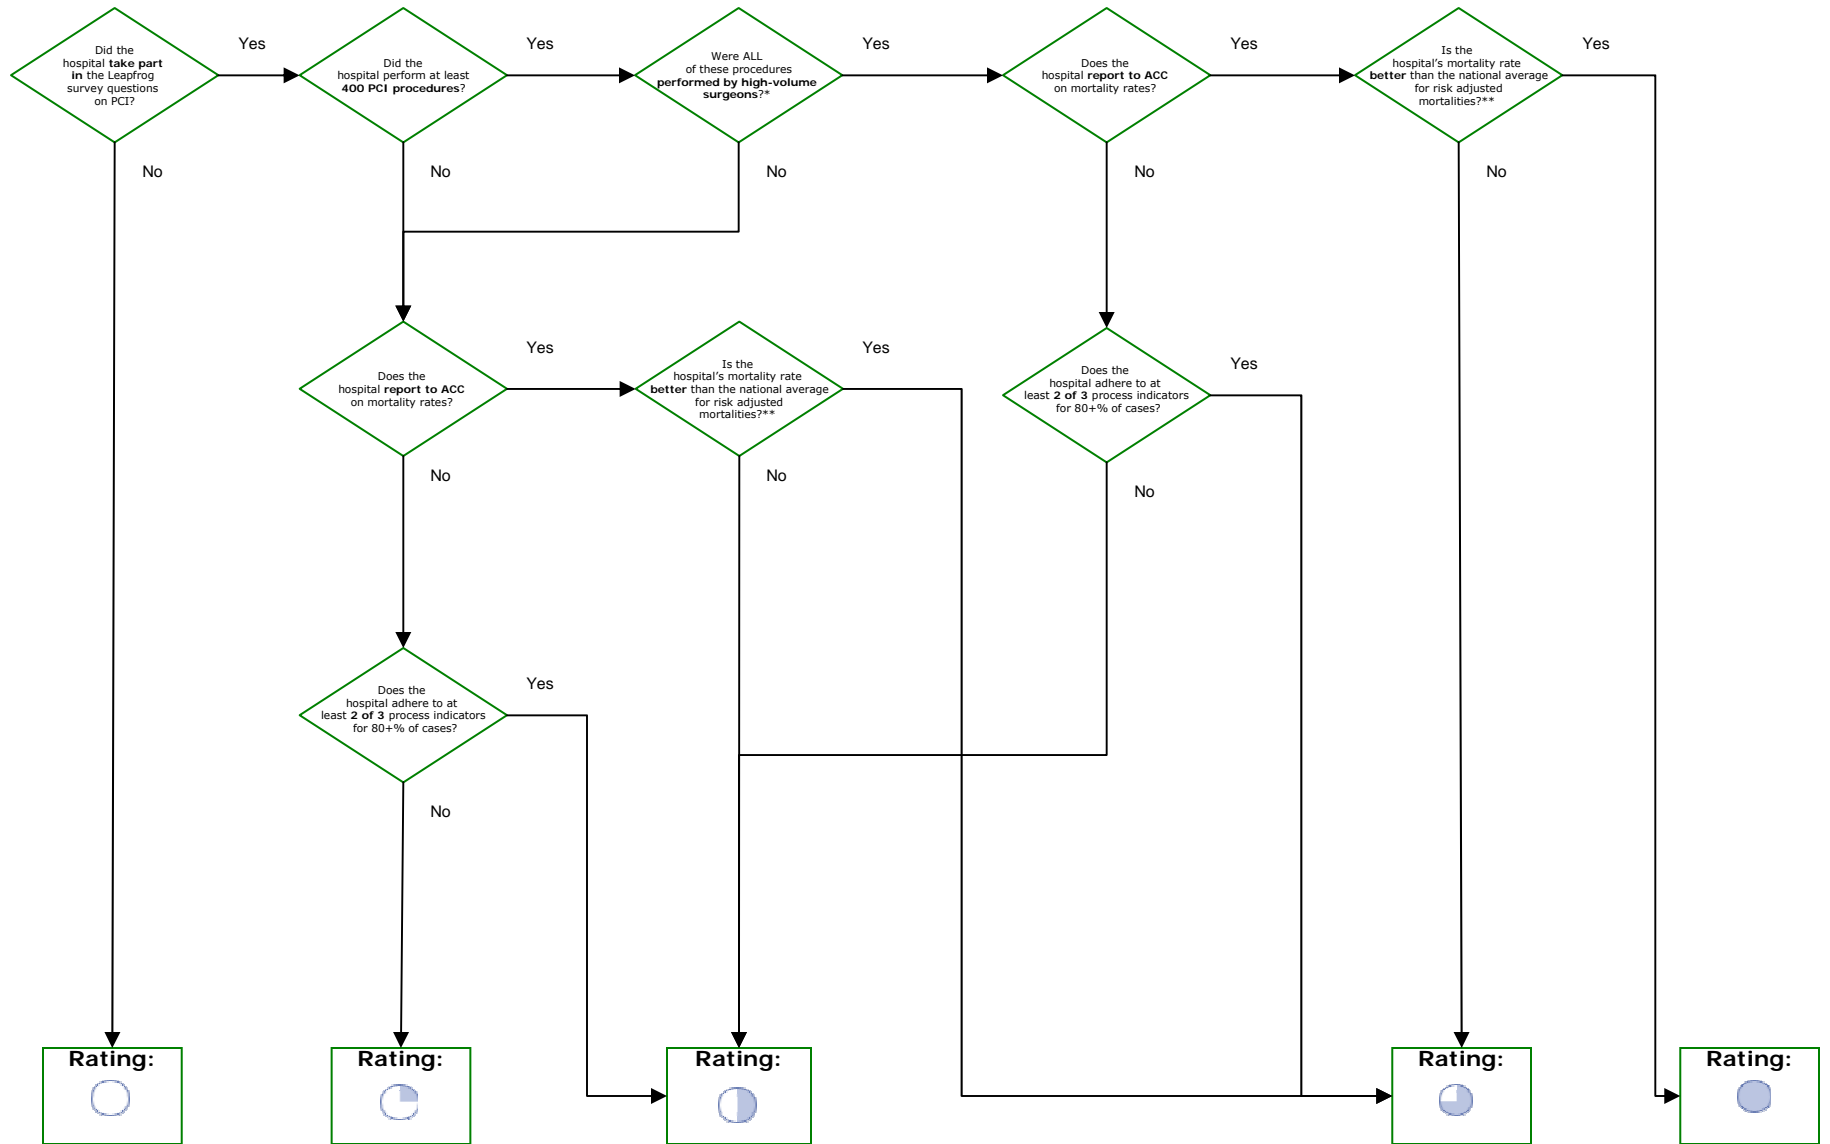 Did the
hospital take part
in the Leapfrog
survey questions
on PCI?
Yes
No
Did the
hospital perform at least
400 PCI procedures?
Yes
No
Were ALL
of these procedures
performed by high-volume
surgeons?*
Yes
No
Does the
hospital report to ACC
on mortality rates?
Yes
No
Is the
hospital's mortality rate
better than the national average
for risk adjusted
mortalities?**
Yes
No
Does the
hospital report to ACC
on mortality rates?
Yes
No
Is the
hospital's mortality rate
better than the national average
for risk adjusted
mortalities?**
Yes
No
Does the
hospital adhere to at
least 2 of 3 process indicators
for 80+% of cases?
Yes
No
Does the
hospital adhere to at
least 2 of 3 process indicators
for 80+% of cases?
Yes
No
Rating:
Rating:
Rating:
Rating:
Rating: